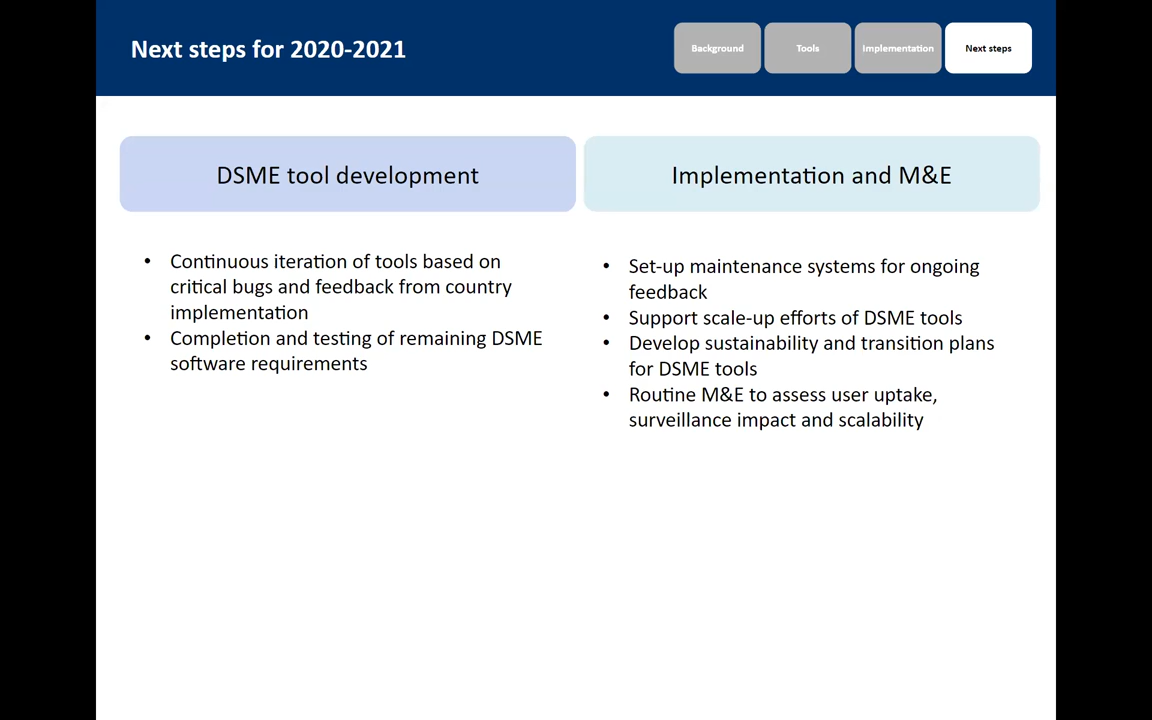 Next steps for 2020-2021
Background
Tools
Implementation
Next steps
DSME tool development
Implementation and M&E
• Continuous iteration of tools based on
critical bugs and feedback from country
implementation
• Completion and testing of remaining DSME
software requirements
• Set-up maintenance systems for ongoing
feedback
• Support scale-up efforts of DSME tools
• Develop sustainability and transition plans
for DSME tools
• Routine M&E to assess user uptake,
surveillance impact and scalability